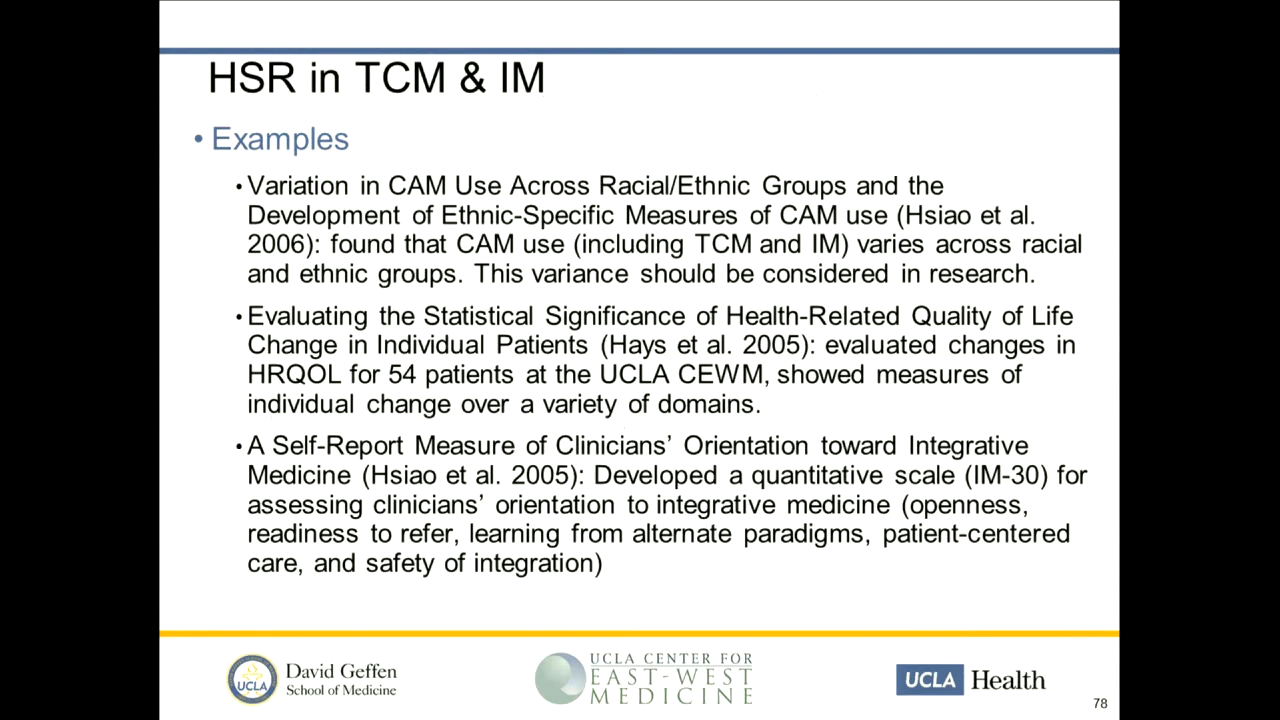 HSR in TCM & IM
• Examples
• Variation in CAM Use Across Racial/Ethnic Groups and the
Development of Ethnic-Specific Measures of CAM use (Hsiao et al.
2006): found that CAM use (including TCM and IM) varies across racial
and ethnic groups. This variance should be considered in research.
• Evaluating the Statistical Significance of Health-Related Quality of Life
Change in Individual Patients (Hays et al. 2005): evaluated changes in
HRQOL for 54 patients at the UCLA CEWM, showed measures of
individual change over a variety of domains.
• A Self-Report Measure of Clinicians’ Orientation toward Integrative
Medicine (Hsiao et al. 2005): Developed a quantitative scale (IM-30) for
assessing clinicians’ orientation to integrative medicine (openness,
readiness to refer, learning from alternate paradigms, patient-centered
care, and safety of integration)
UCLA
David Geffen
School of Medicine
UCLA CENTER FOR
EAST-WEST
MEDICINE
UCLA Health
78